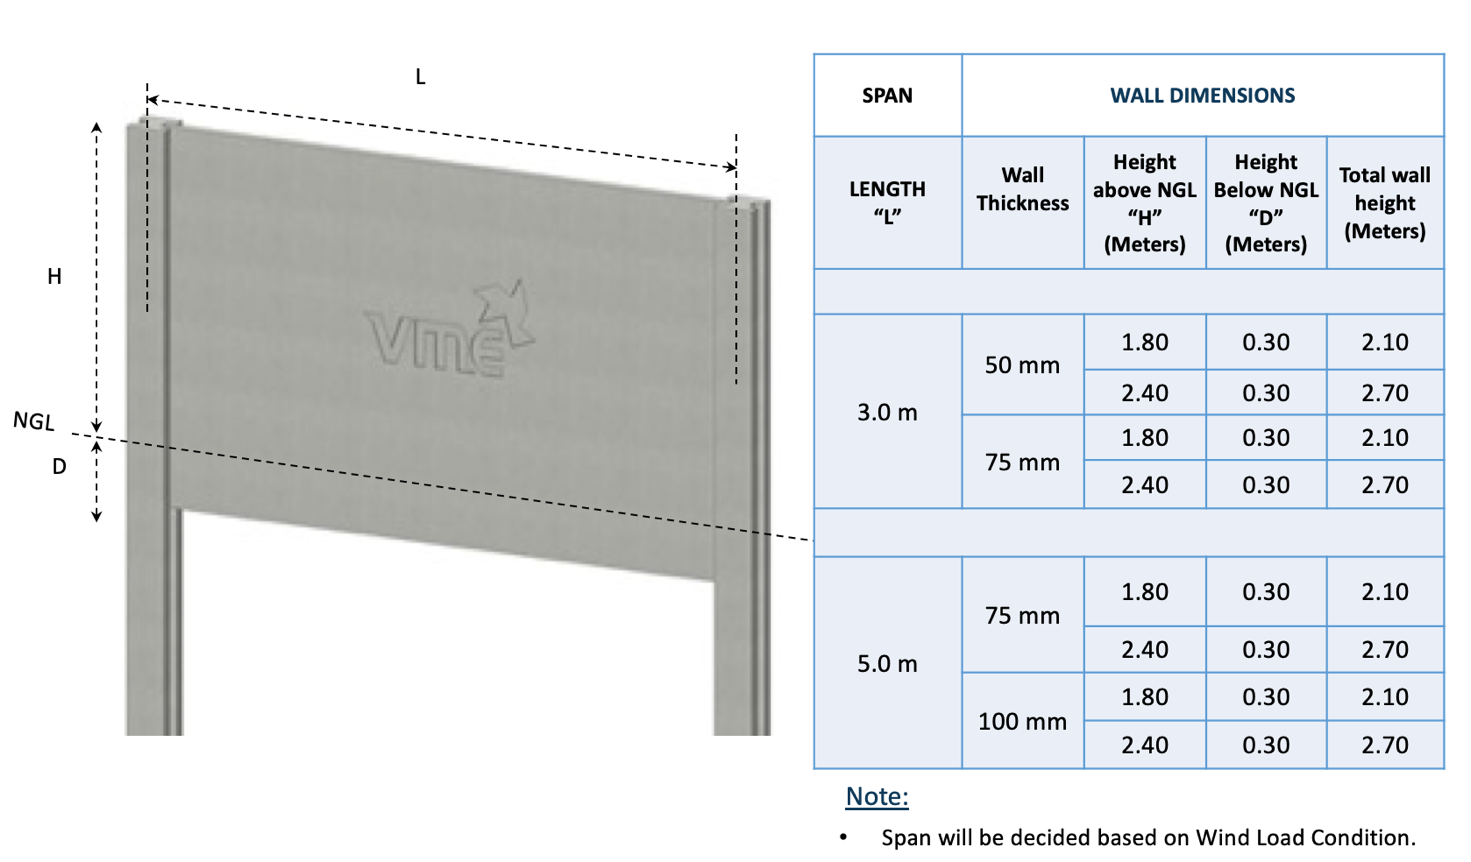 L
H
NGL
D
vme
SPAN
WALL DIMENSIONS
LENGTH
“L”
Wall
Thickness
Height
above NGL
“H”
(Meters)
Height
Below NGL
“D”
(Meters)
Total wall
height
(Meters)
3.0 m
50 mm
1.80 0.30 2.10
2.40 0.30 2.70
75 mm
1.80 0.30 2.10
2.40 0.30 2.70
5.0 m
75 mm
1.80 0.30 2.10
2.40 0.30 2.70
100 mm
1.80 0.30 2.10
2.40 0.30 2.70
Note:
• Span will be decided based on Wind Load Condition.